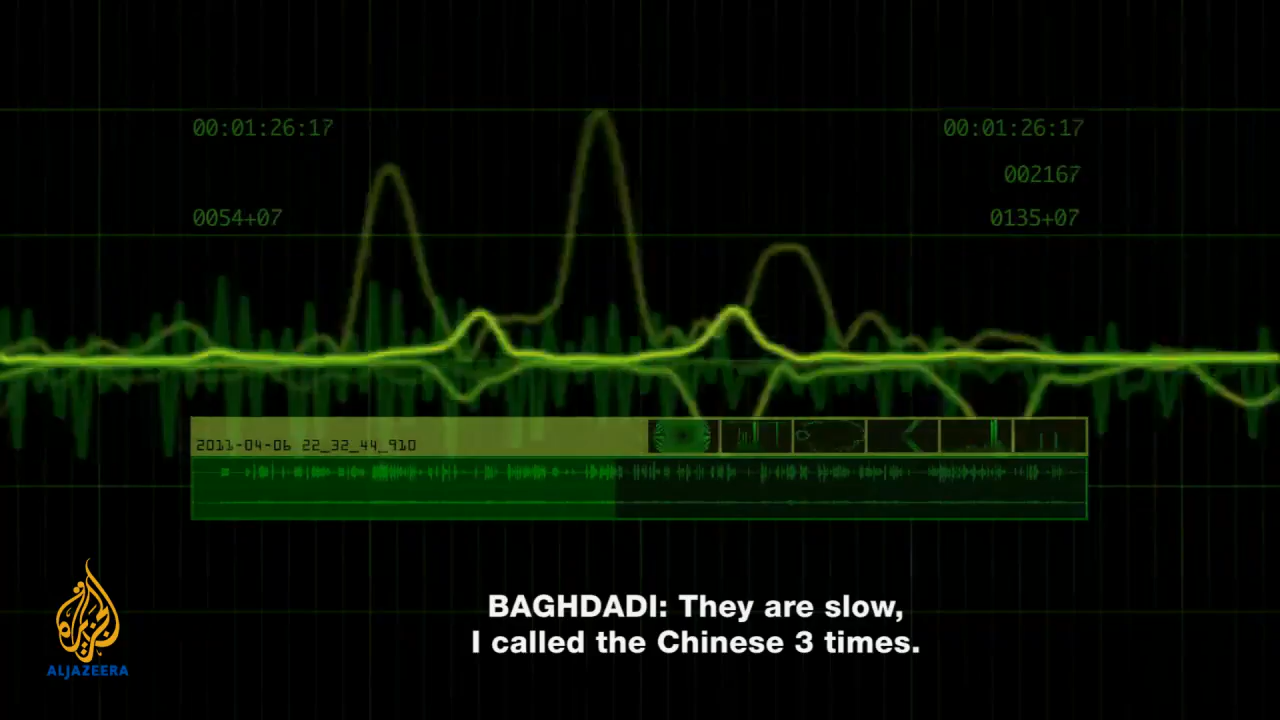 00:01:26:17
00:01:26:17
002167
0054+07
0135+07
2011-04-06 22_32_44_910
BAGHDADI: They are slow,
I called the Chinese 3 times.
الجزيرة
ALJAZEERA